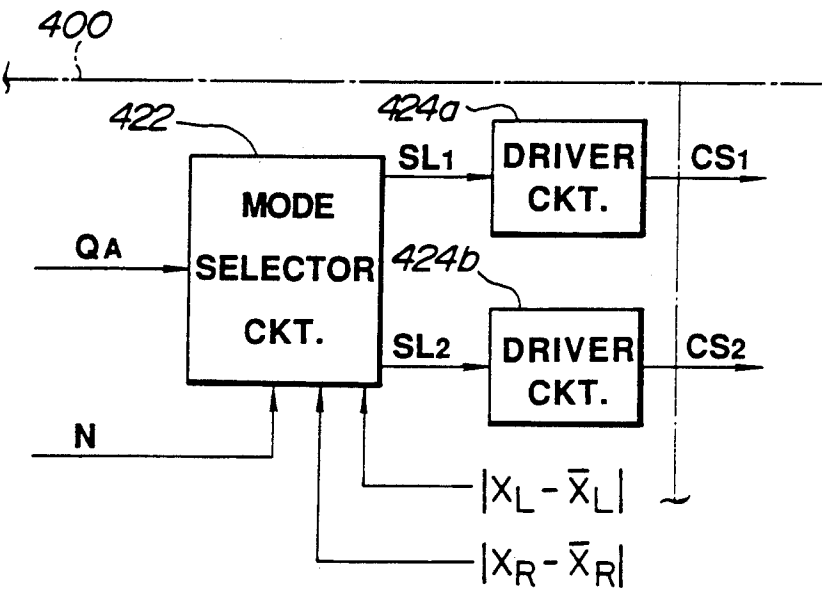 400
422
424a
SL1
DRIVER
CKT.
CS1
MODE
SELECTOR
CKT.
QA
424b
SL2
DRIVER
CKT.
CS2
N
|XL-X̅L|
|XR-X̅R|